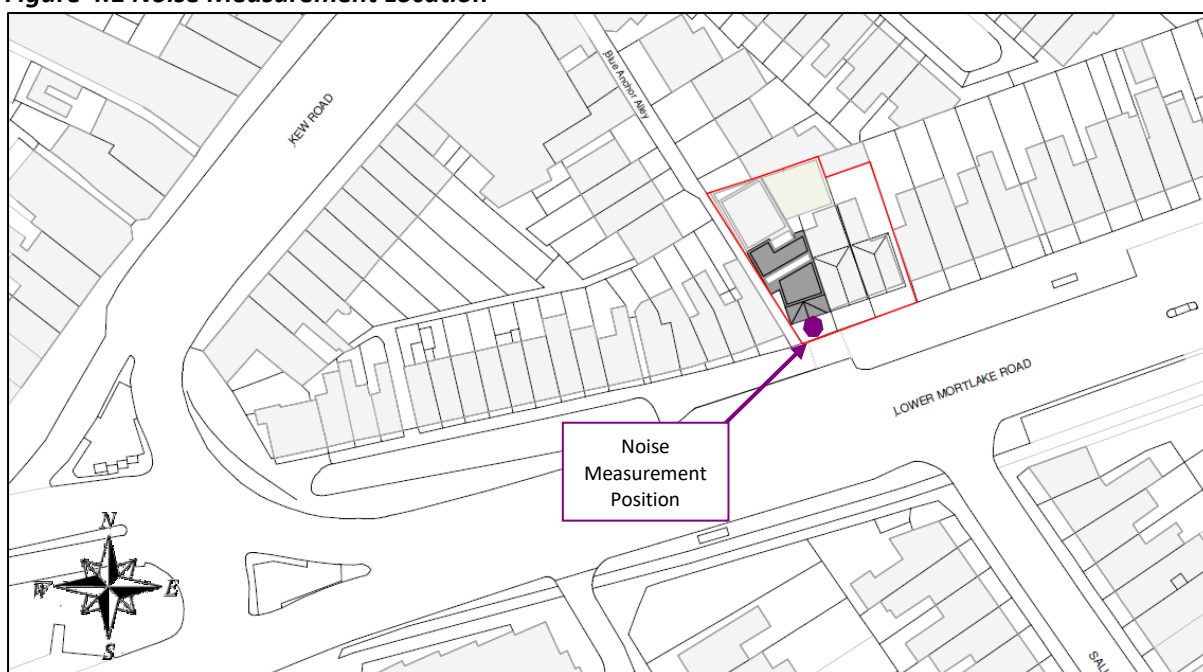 Figure 4.1 Noise Measurement Location
KEW ROAD
Blue Anchor Alley
LOWER MORTLAKE ROAD
Noise
Measurement
Position
N
W
E
S